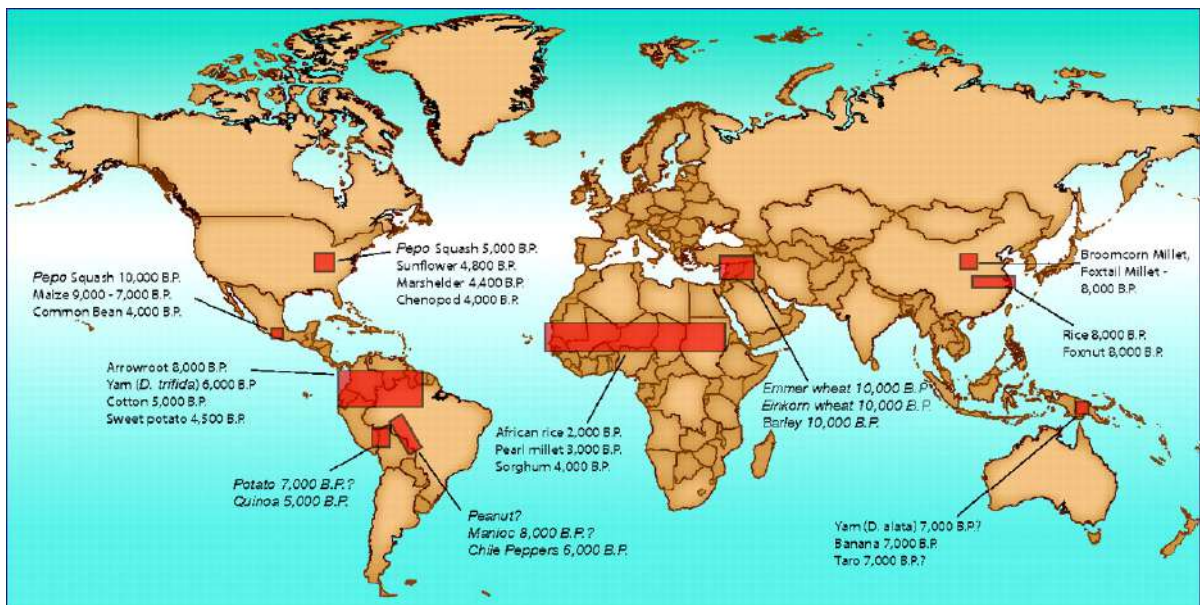 Pepo Squash 5,000 B.P.
Sunflower 4,800 B.P.
Marshelder 4,400 B.P.
Chenopod 4,000 B.P.
Pepo Squash 10,000 B.P.
Maize 9,000 - 7,000 B.P.
Common Bean 4,000 B.P.
Broomcorn Millet,
Foxtail Millet -
8,000 B.P.
Rice 8,000 B.P.
Foxnut 8,000 B.P.
Arrowroot 8,000 B.P.
Yam (D. trifida) 6,000 B.P
Cotton 5,000 B.P.
Sweet potato 4,500 B.P.
Emmer wheat 10,000 B.P.
Einkorn wheat 10,000 B.P.
Barley 10,000 B.P.
African rice 2,000 B.P.
Pearl millet 3,000 B.P.
Sorghum 4,000 B.P.
Potato 7,000 B.P.?
Quinoa 5,000 B.P.
Peanut?
Manioc 8,000 B.P.?
Chile Peppers 6,000 B.P.
Yam (D. alata) 7,000 B.P.?
Banana 7,000 B.P.
Taro 7,000 B.P.?